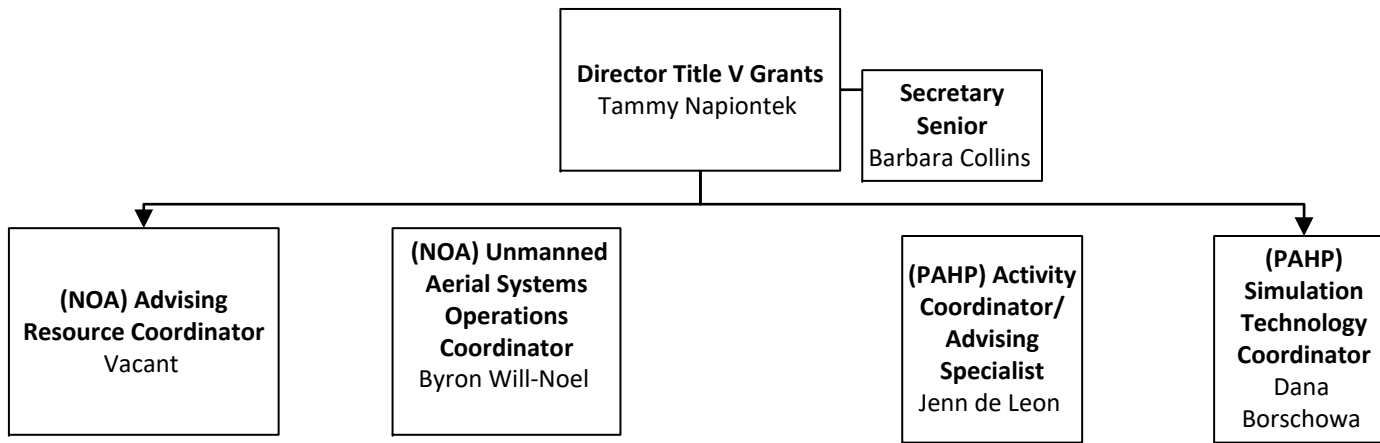 Director Title V Grants
Tammy Napiontek
Secretary
Senior
Barbara Collins
(NOA) Advising
Resource Coordinator
Vacant
(NOA) Unmanned
Aerial Systems
Operations
Coordinator
Byron Will-Noel
(PAHP) Activity
Coordinator/
Advising
Specialist
Jenn de Leon
(PAHP)
Simulation
Technology
Coordinator
Dana
Borschowa